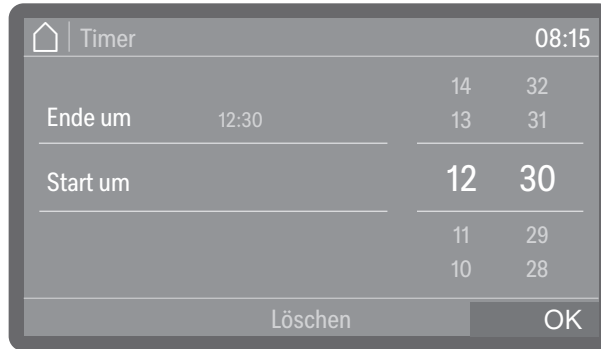 Timer 08:15
14 32
Ende um 12:30 13 31
Start um 12 30
11 29
10 28
Löschen OK